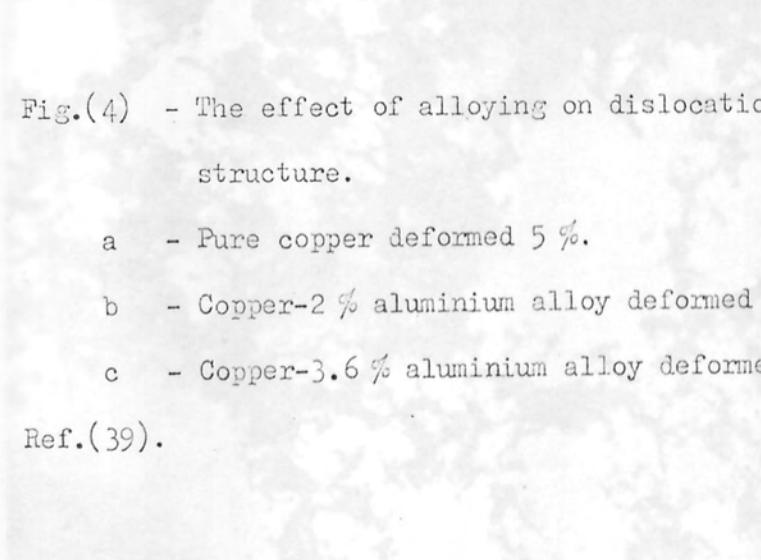 Fig.(4) - The effect of alloying on dislocatio
structure.
a - Pure copper deformed 5 %.
b - Copper-2 % aluminium alloy deformed
c - Copper-3.6 % aluminium alloy deforme
Ref.(39).